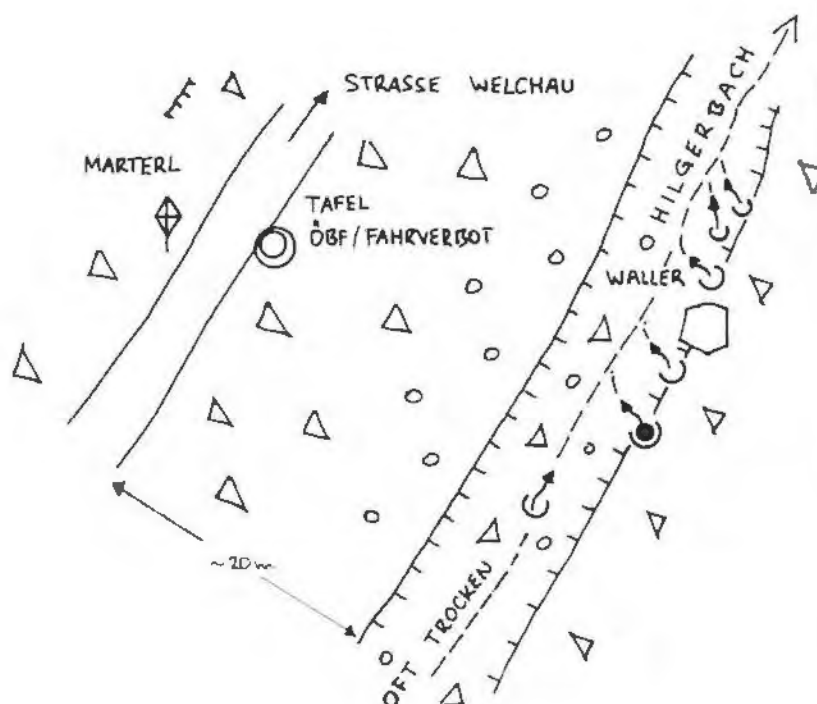 STRASSE WELCHAU
MARTERL
TAFEL
ÖBF/FAHRVERBOT
HILGERBACH
WALLER
~20m
OFT TROCKEN